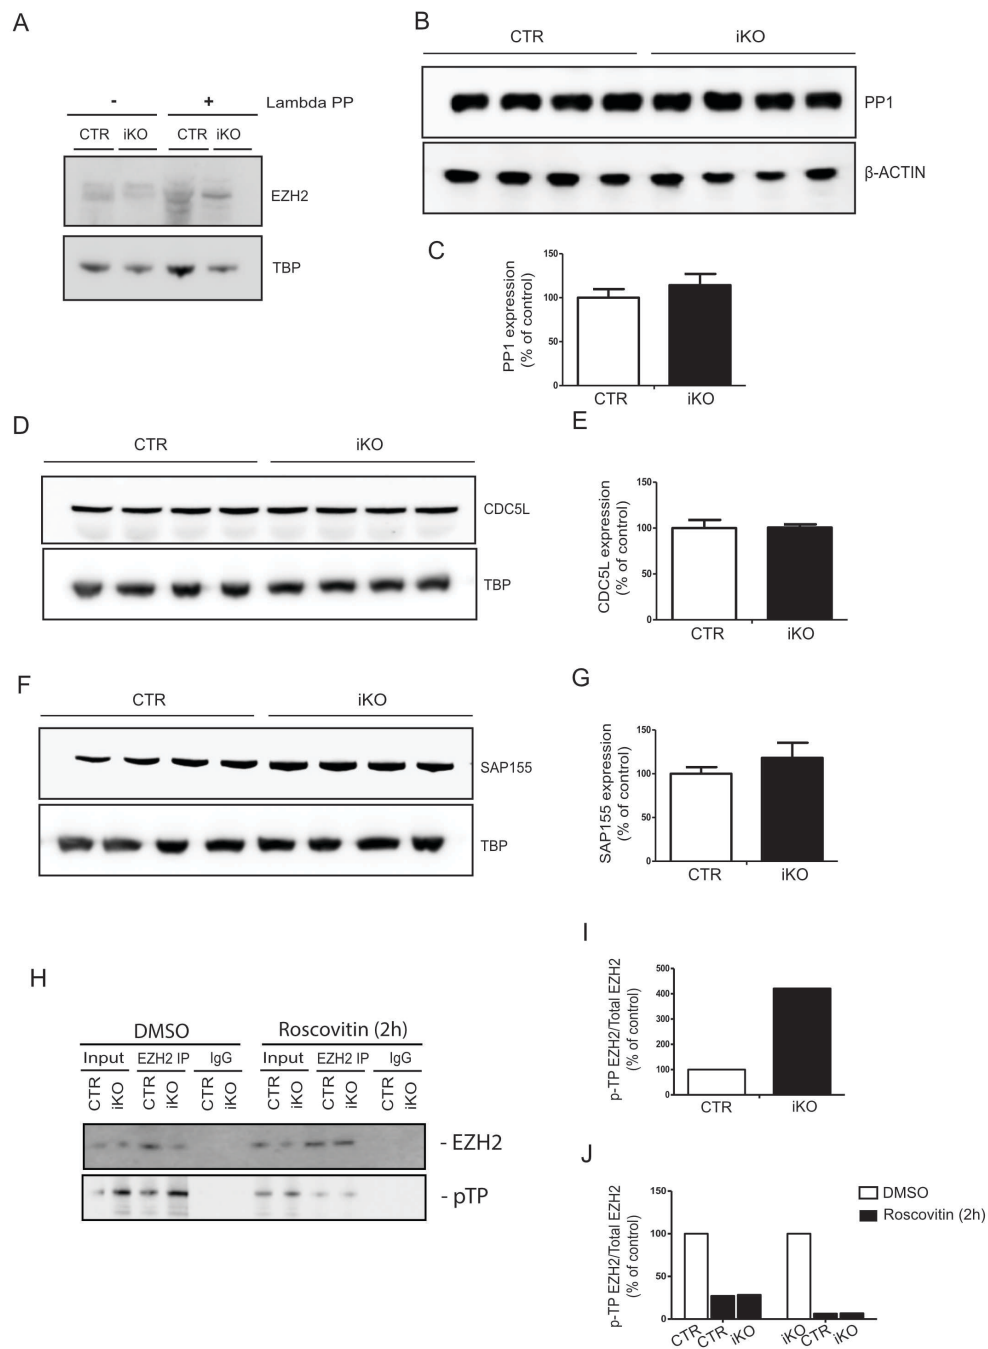 A
- + Lambda PP
CTR iKO CTR iKO
EZH2
TBP
B
CTR iKO
PP1
β-ACTIN
C
PP1 expression
(% of control)
150
100
50
0
CTR iKO
D
CTR iKO
CDC5L
TBP
E
CDC5L expression
(% of control)
150
100
50
0
CTR iKO
F
CTR iKO
SAP155
TBP
G
SAP155 expression
(% of control)
150
100
50
0
CTR iKO
H
DMSO Roscovitin (2h)
Input EZH2 IP IgG Input EZH2 IP IgG
CTR iKO CTR iKO CTR iKO CTR iKO CTR iKO CTR iKO
- EZH2
- pTP
I
p-TP EZH2/Total EZH2
(% of control)
500
400
300
200
100
0
CTR iKO
J
p-TP EZH2/Total EZH2
(% of control)
150
100
50
0
DMSO
Roscovitin (2h)
CTR CTR iKO iKO CTR iKO